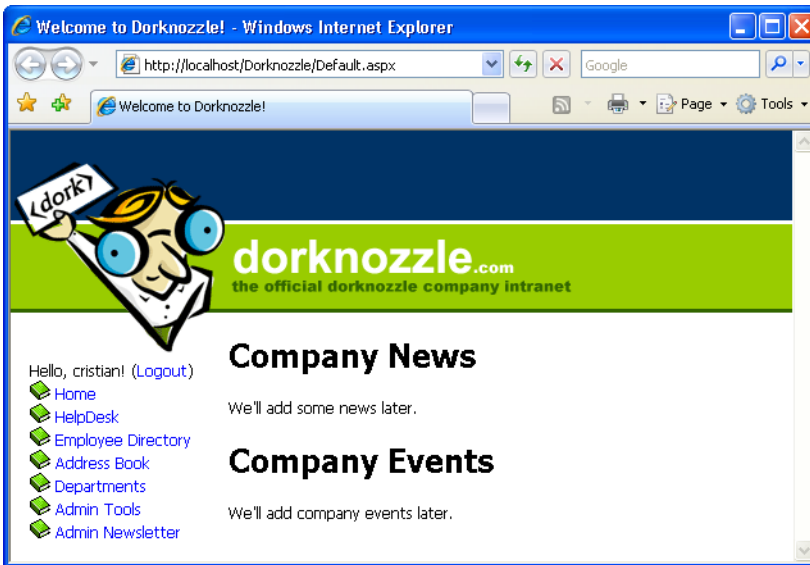 Welcome to Dorknozzle! - Windows Internet Explorer
http://localhost/Dorknozzle/Default.aspx
Google
Welcome to Dorknozzle!
Page
Tools
<dork>
dorknozzle.com
the official dorknozzle company intranet
Hello, cristian! (Logout)
Home
HelpDesk
Employee Directory
Address Book
Departments
Admin Tools
Admin Newsletter
Company News
We'll add some news later.
Company Events
We'll add company events later.